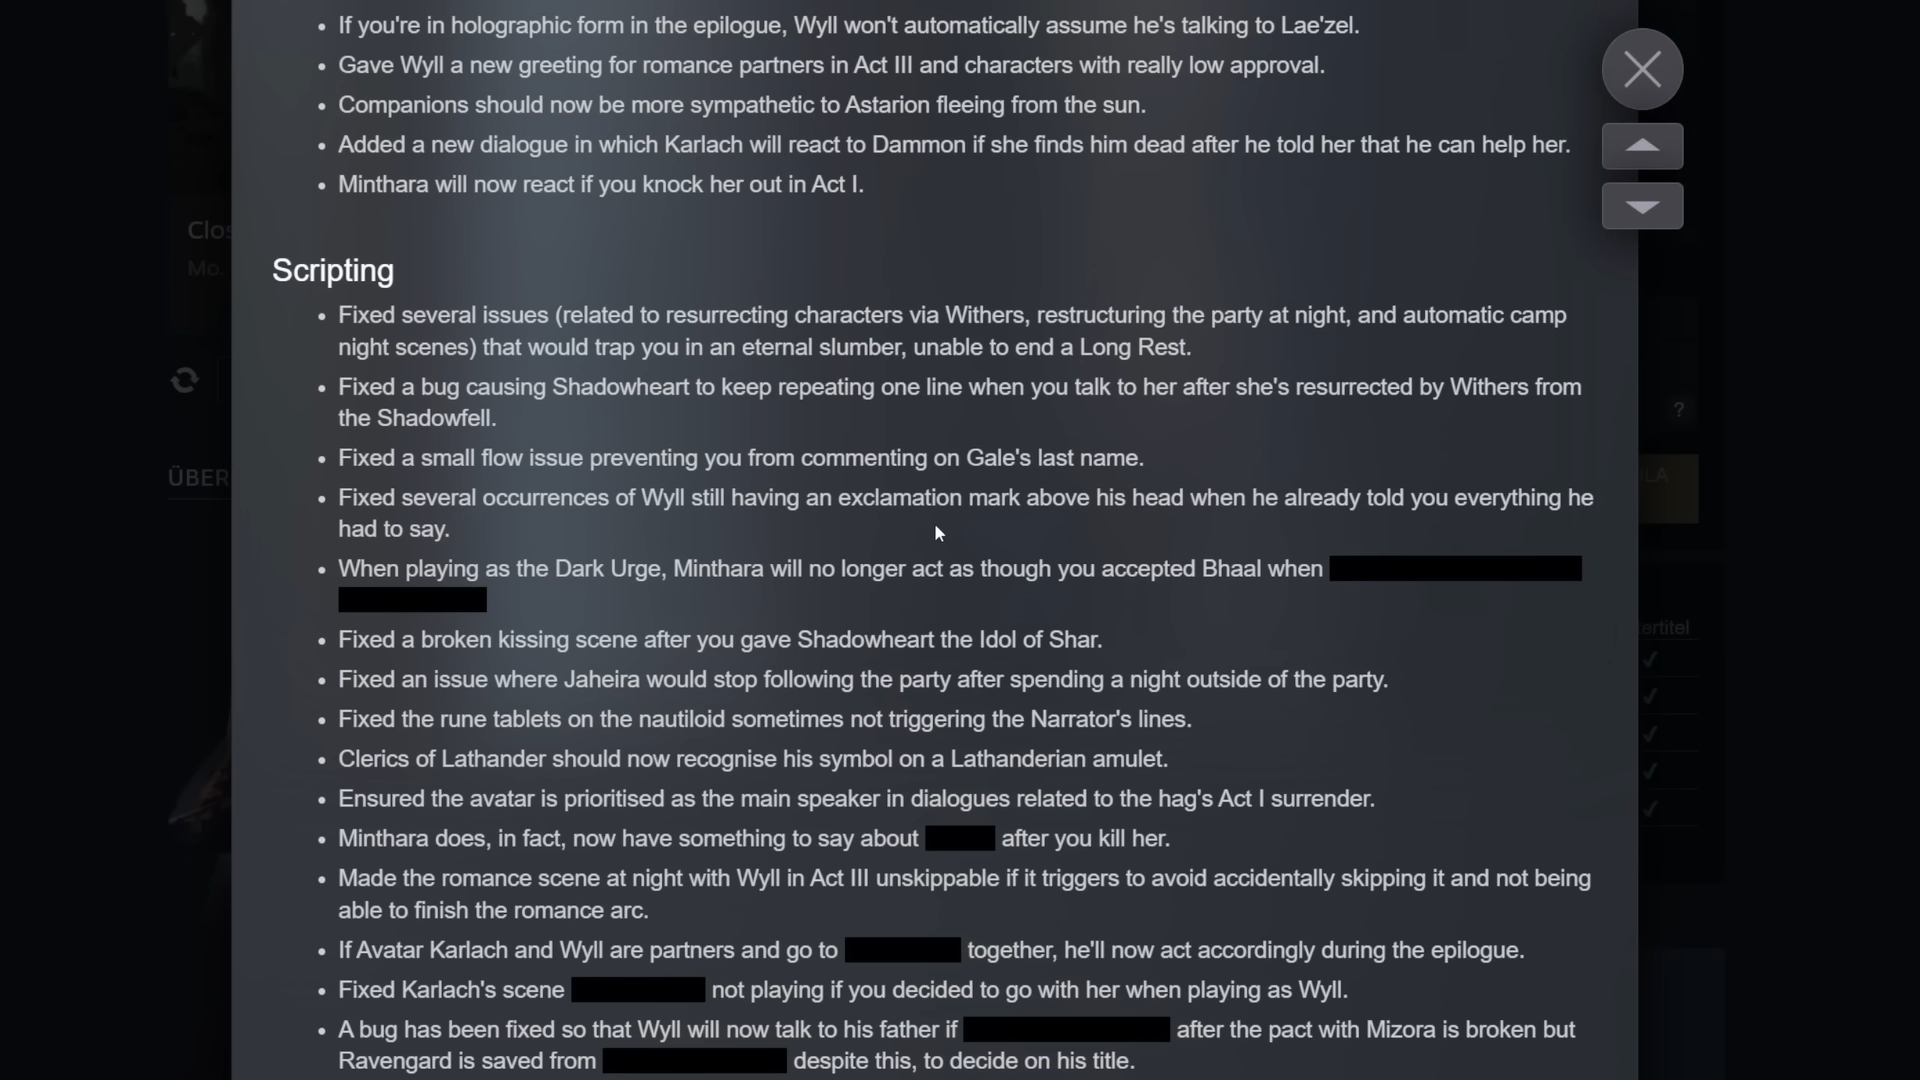 If you're in holographic form in the epilogue, Wyll won't automatically assume he's talking to Lae'zel.
Gave Wyll a new greeting for romance partners in Act III and characters with really low approval.
Companions should now be more sympathetic to Astarion fleeing from the sun.
Added a new dialogue in which Karlach will react to Dammon if she finds him dead after he told her that he can help her.
Minthara will now react if you knock her out in Act I.
Clos
Mo,
Scripting
Fixed several issues (related to resurrecting characters via Withers, restructuring the party at night, and automatic camp
night scenes) that would trap you in an eternal slumber, unable to end a Long Rest.
Fixed a bug causing Shadowheart to keep repeating one line when you talk to her after she's resurrected by Withers from
the Shadowfell.
?
Fixed a small flow issue preventing you from commenting on Gale's last name.
ÜBER
Fixed several occurrences of Wyll still having an exclamation mark above his head when he already told you everything he
had to say.
When playing as the Dark Urge, Minthara will no longer act as though you accepted Bhaal when
Fixed a broken kissing scene after you gave Shadowheart the Idol of Shar.
Fixed an issue where Jaheira would stop following the party after spending a night outside of the party.
Fixed the rune tablets on the nautiloid sometimes not triggering the Narrator's lines.
Clerics of Lathander should now recognise his symbol on a Lathanderian amulet.
Ensured the avatar is prioritised as the main speaker in dialogues related to the hag's Act I surrender.
Minthara does, in fact, now have something to say about after you kill her.
Made the romance scene at night with Wyll in Act III unskippable if it triggers to avoid accidentally skipping it and not being
able to finish the romance arc.
If Avatar Karlach and Wyll are partners and go to together, he'll now act accordingly during the epilogue.
Fixed Karlach's scene not playing if you decided to go with her when playing as Wyll.
A bug has been fixed so that Wyll will now talk to his father if after the pact with Mizora is broken but
Ravengard is saved from despite this, to decide on his title.